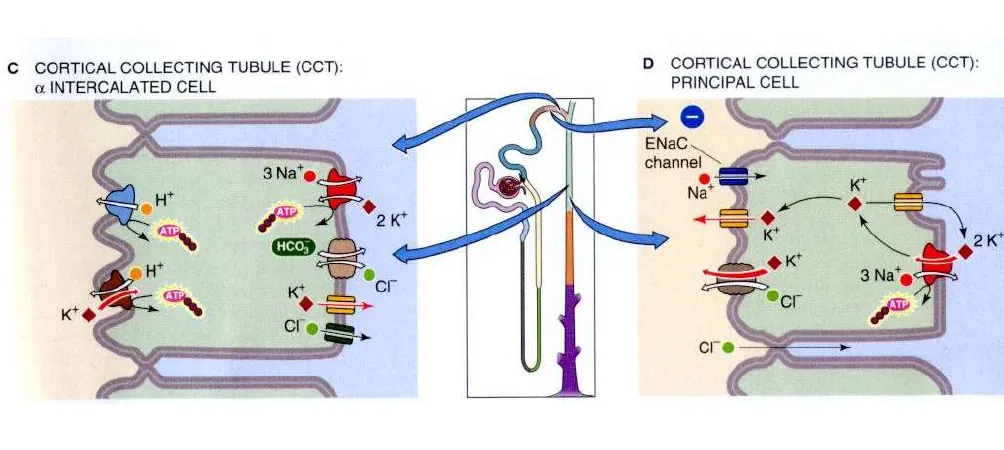 C CORTICAL COLLECTING TUBULE (CCT):
α INTERCALATED CELL
H⁺
ATP
H⁺
K⁺
ATP
3 Na⁺
ATP
2 K⁺
HCO₃⁻
Cl⁻
K⁺
Cl⁻
D CORTICAL COLLECTING TUBULE (CCT):
PRINCIPAL CELL
−
ENaC
channel
Na⁺
K⁺
K⁺
K⁺
Cl⁻
2 K⁺
3 Na⁺
ATP
Cl⁻